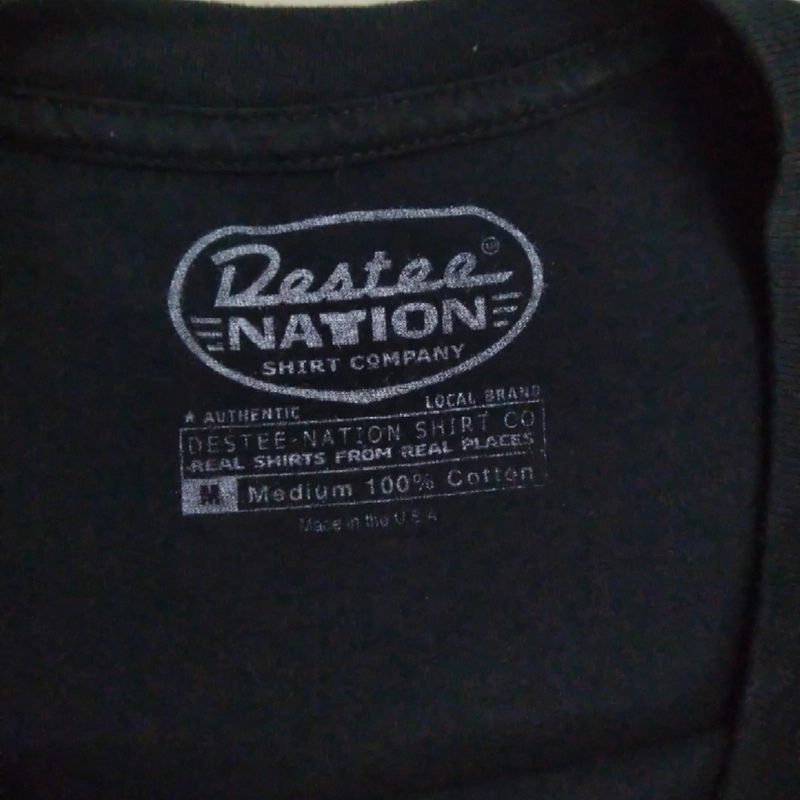 Destee®
NATION
SHIRT COMPANY
★ AUTHENTIC LOCAL BRAND
DESTEE-NATION SHIRT CO
REAL SHIRTS FROM REAL PLACES
M Medium 100% Cotton
Made in the U.S.A